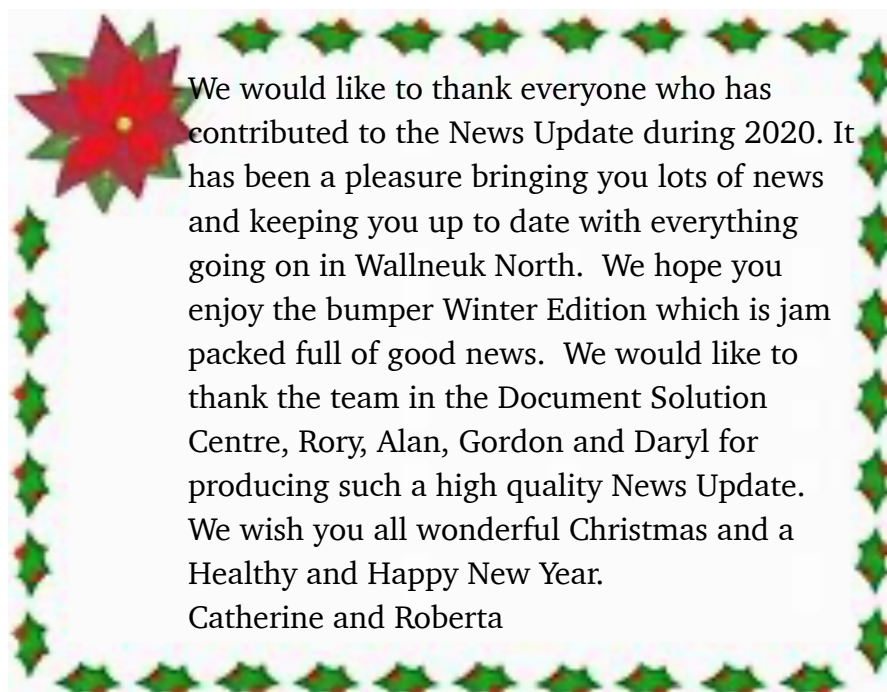 We would like to thank everyone who has
contributed to the News Update during 2020. It
has been a pleasure bringing you lots of news
and keeping you up to date with everything
going on in Wallneuk North.  We hope you
enjoy the bumper Winter Edition which is jam
packed full of good news.  We would like to
thank the team in the Document Solution
Centre, Rory, Alan, Gordon and Daryl for
producing such a high quality News Update.
We wish you all wonderful Christmas and a
Healthy and Happy New Year.
Catherine and Roberta